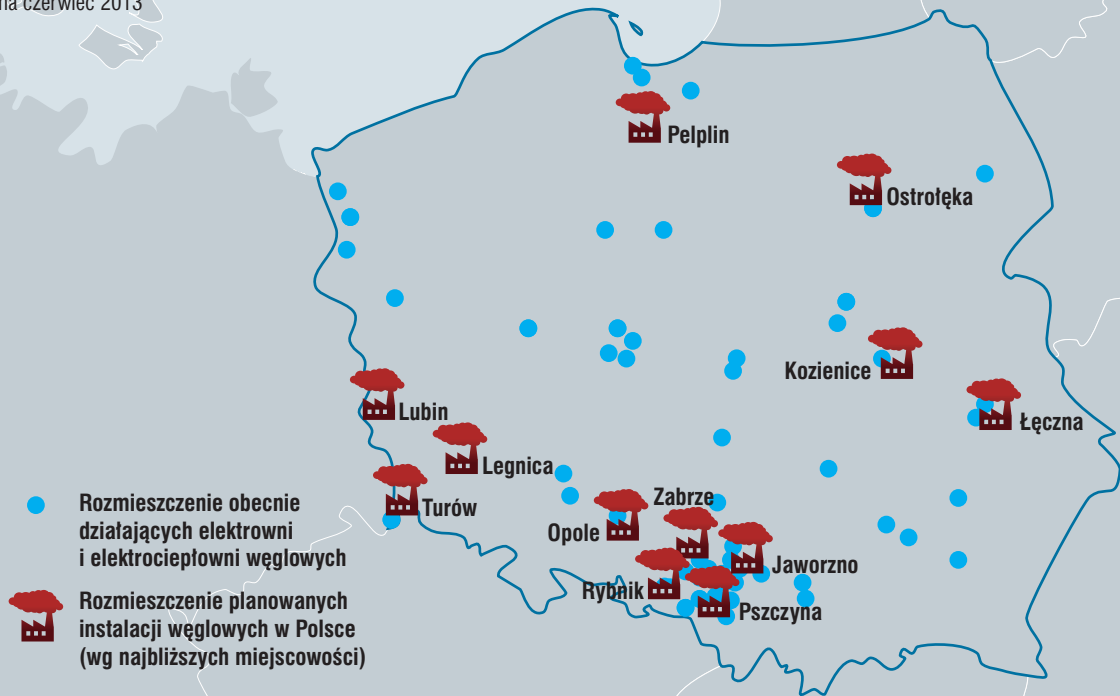 na czerwiec 2013
Pelplin
Ostrołęka
Kozienice
Łęczna
Lubin
Legnica
Turów
Zabrze
Opole
Jaworzno
Rybnik
Pszczyna
Rozmieszczenie obecnie
działających elektrowni
i elektrociepłowni węglowych
Rozmieszczenie planowanych
instalacji węglowych w Polsce
(wg najbliższych miejscowości)